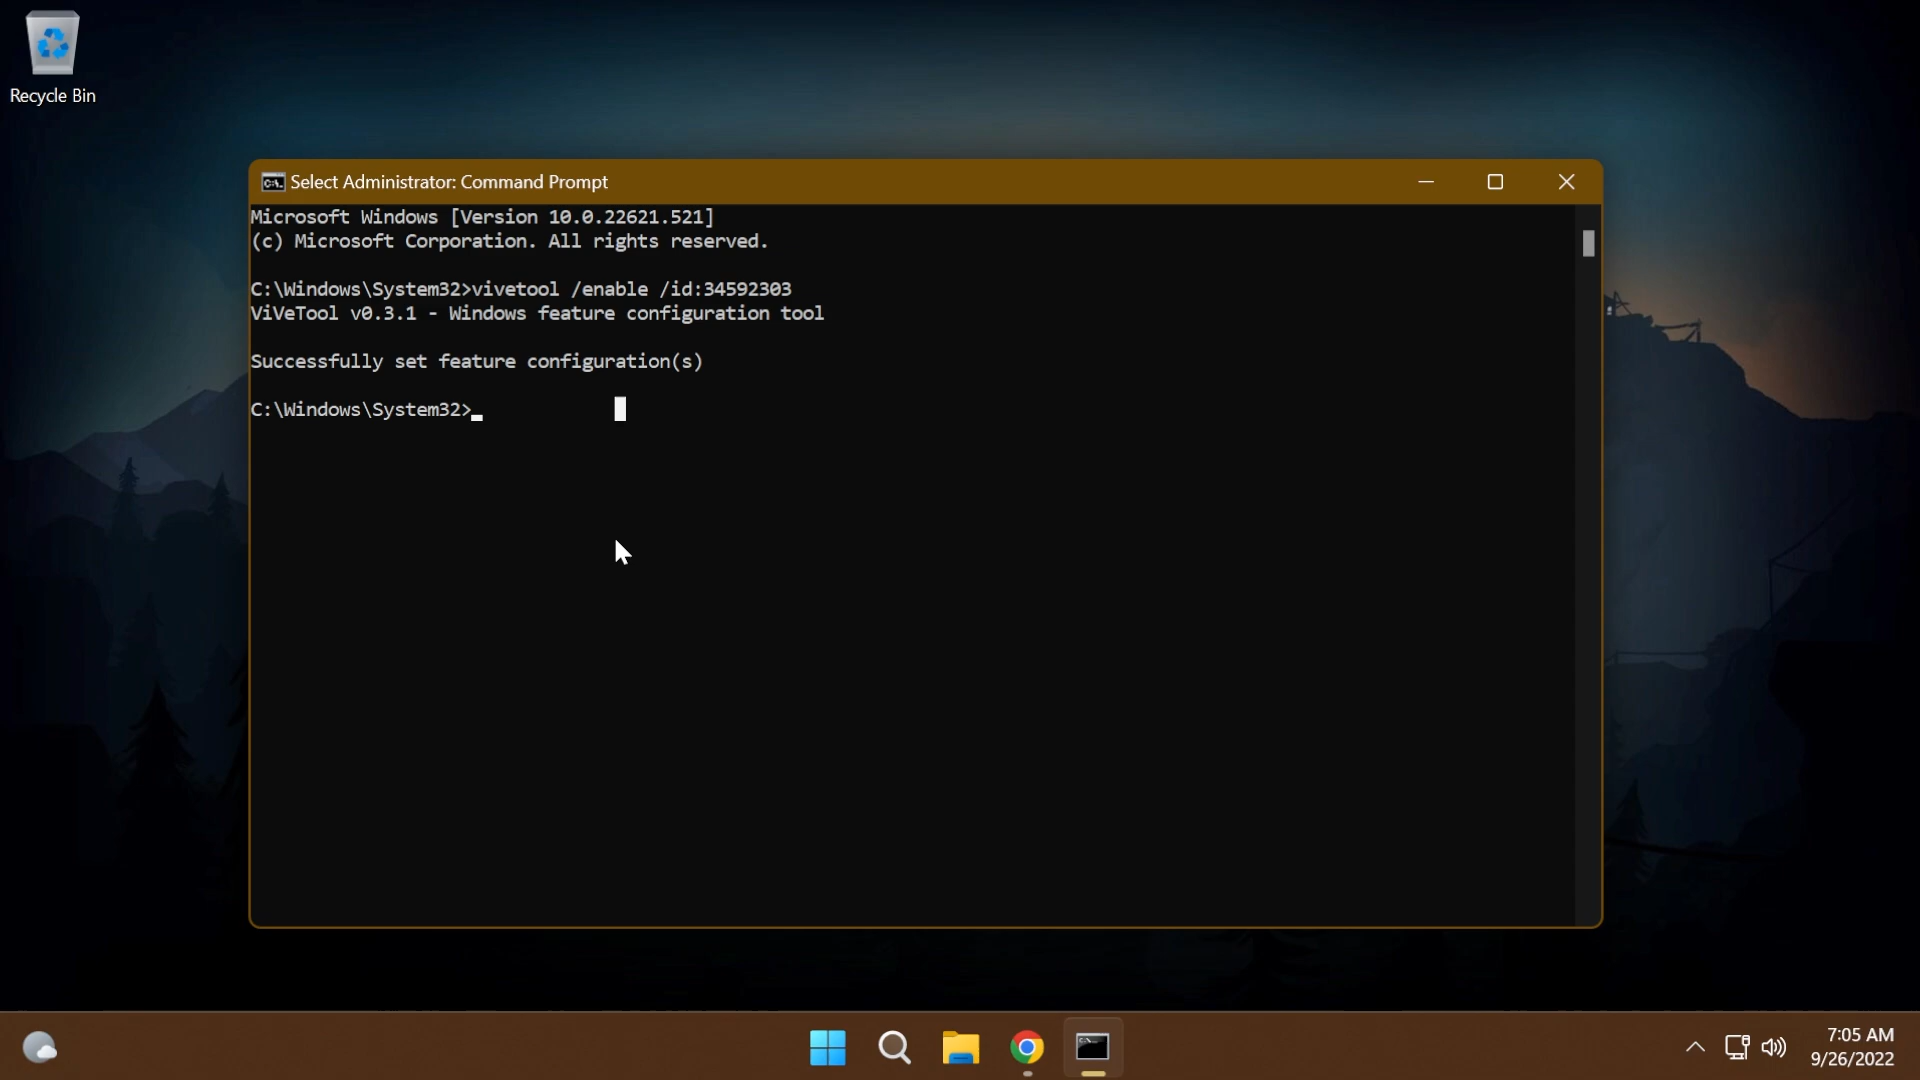 Recycle Bin
Select Administrator: Command Prompt
Microsoft Windows [Version 10.0.22621.521]
(c) Microsoft Corporation. All rights reserved.
C:\Windows\System32>vivetool /enable /id:34592303
ViVeTool v0.3.1 - Windows feature configuration tool
Successfully set feature configuration(s)
C:\Windows\System32>
7:05 AM
9/26/2022